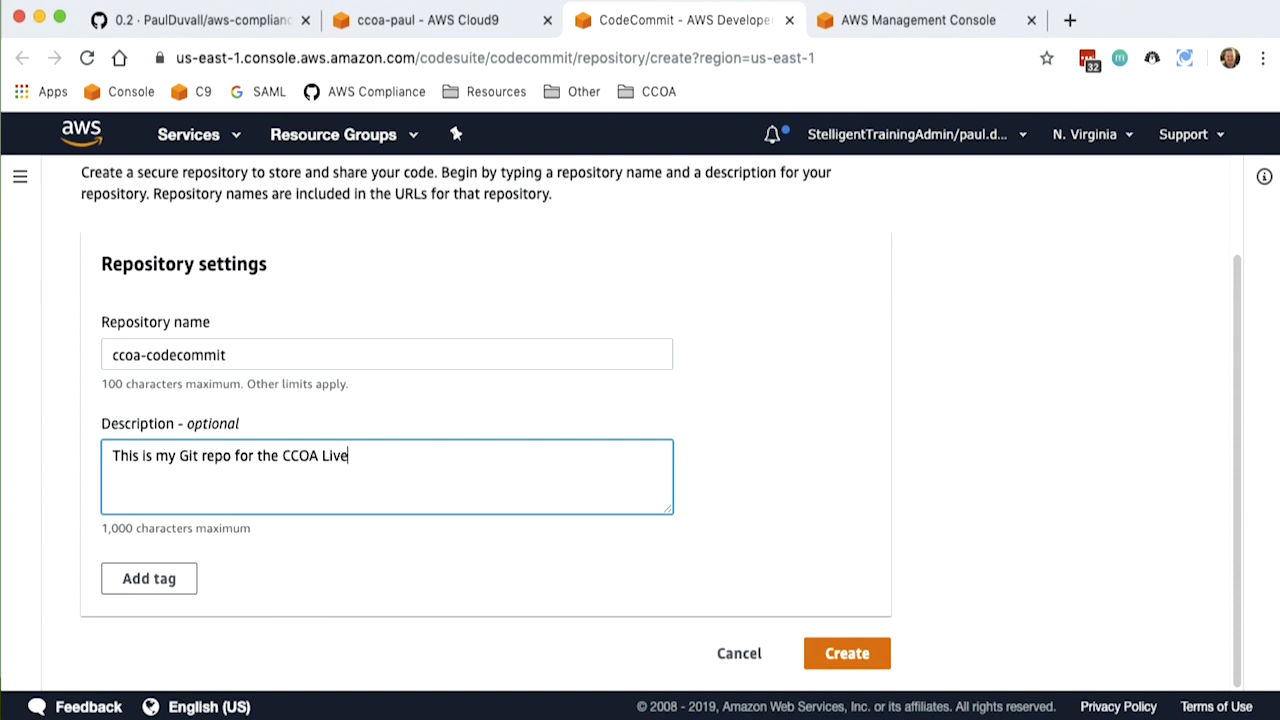 0.2 · PaulDuvall/aws-complianc
ccoa-paul - AWS Cloud9
CodeCommit - AWS Develope
AWS Management Console
us-east-1.console.aws.amazon.com/codesuite/codecommit/repository/create?region=us-east-1
32
Apps
Console
C9
SAML
AWS Compliance
Resources
Other
CCOA
aws
Services
Resource Groups
StelligentTrainingAdmin/paul.d...
N. Virginia
Support
Create a secure repository to store and share your code. Begin by typing a repository name and a description for your
repository. Repository names are included in the URLs for that repository.
Repository settings
Repository name
ccoa-codecommit
100 characters maximum. Other limits apply.
Description - optional
This is my Git repo for the CCOA Live
1,000 characters maximum
Add tag
Cancel
Create
Feedback
English (US)
© 2008 - 2019, Amazon Web Services, Inc. or its affiliates. All rights reserved.
Privacy Policy
Terms of Use